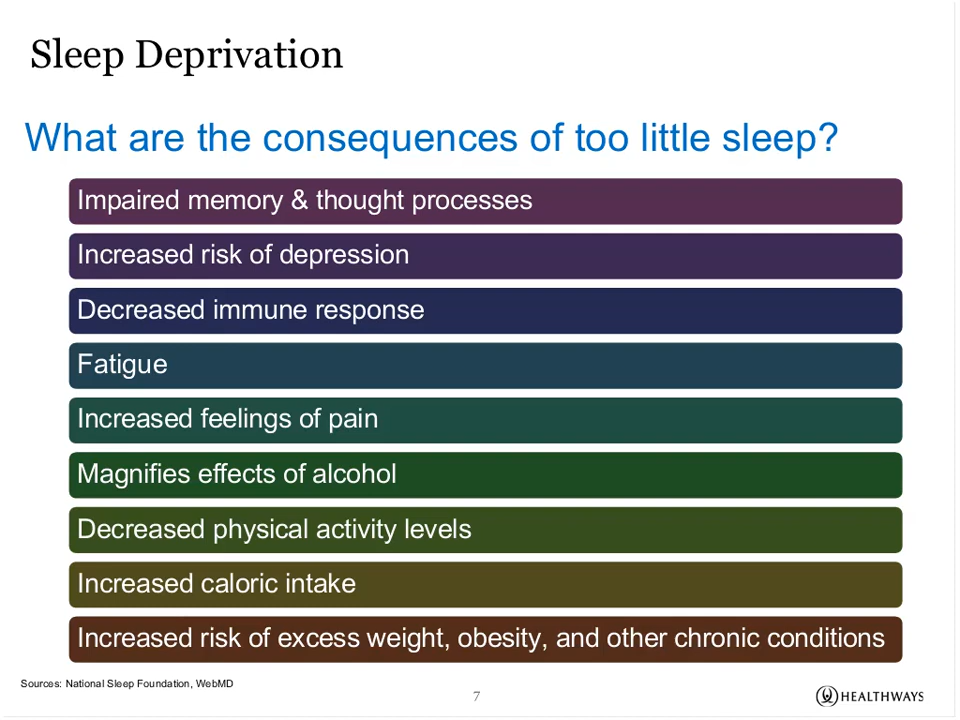 Sleep Deprivation
What are the consequences of too little sleep?
Impaired memory & thought processes
Increased risk of depression
Decreased immune response
Fatigue
Increased feelings of pain
Magnifies effects of alcohol
Decreased physical activity levels
Increased caloric intake
Increased risk of excess weight, obesity, and other chronic conditions
Sources: National Sleep Foundation, WebMD
7
HEALTHWAYS